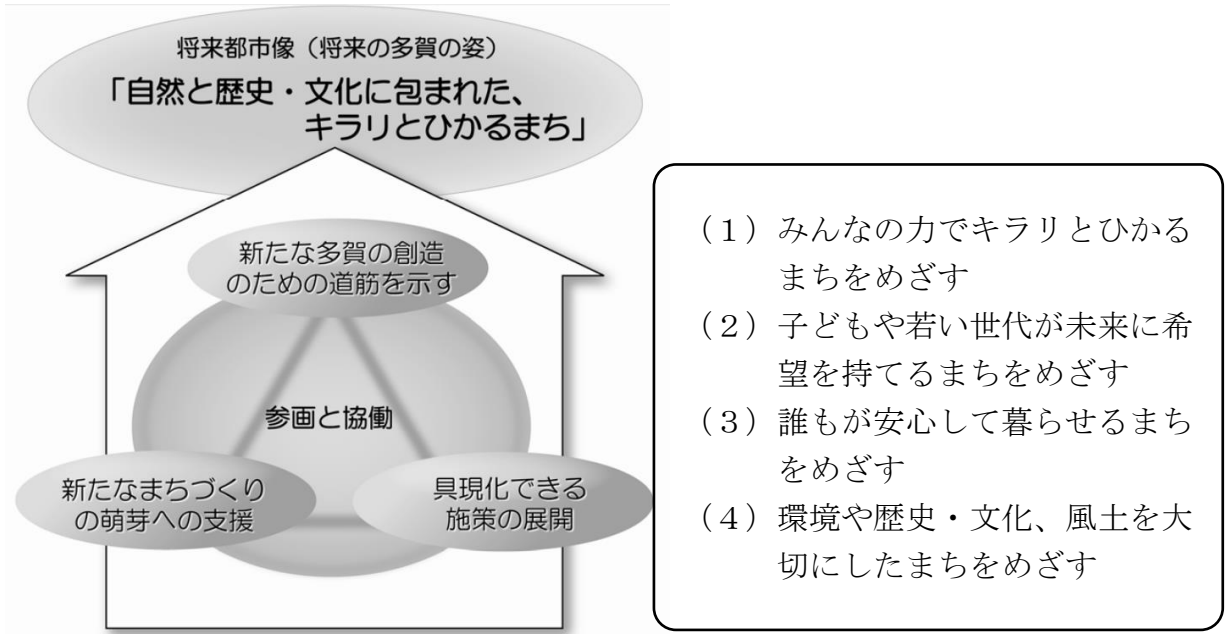 将来都市像（将来の多賀の姿）
「自然と歴史・文化に包まれた、
キラリとひかるまち」
新たな多賀の創造
のための道筋を示す
参画と協働
新たなまちづくり
の萌芽への支援
具現化できる
施策の展開
（１）みんなの力でキラリとひかる
まちをめざす
（２）子どもや若い世代が未来に希
望を持てるまちをめざす
（３）誰もが安心して暮らせるまち
をめざす
（４）環境や歴史・文化、風土を大
切にしたまちをめざす